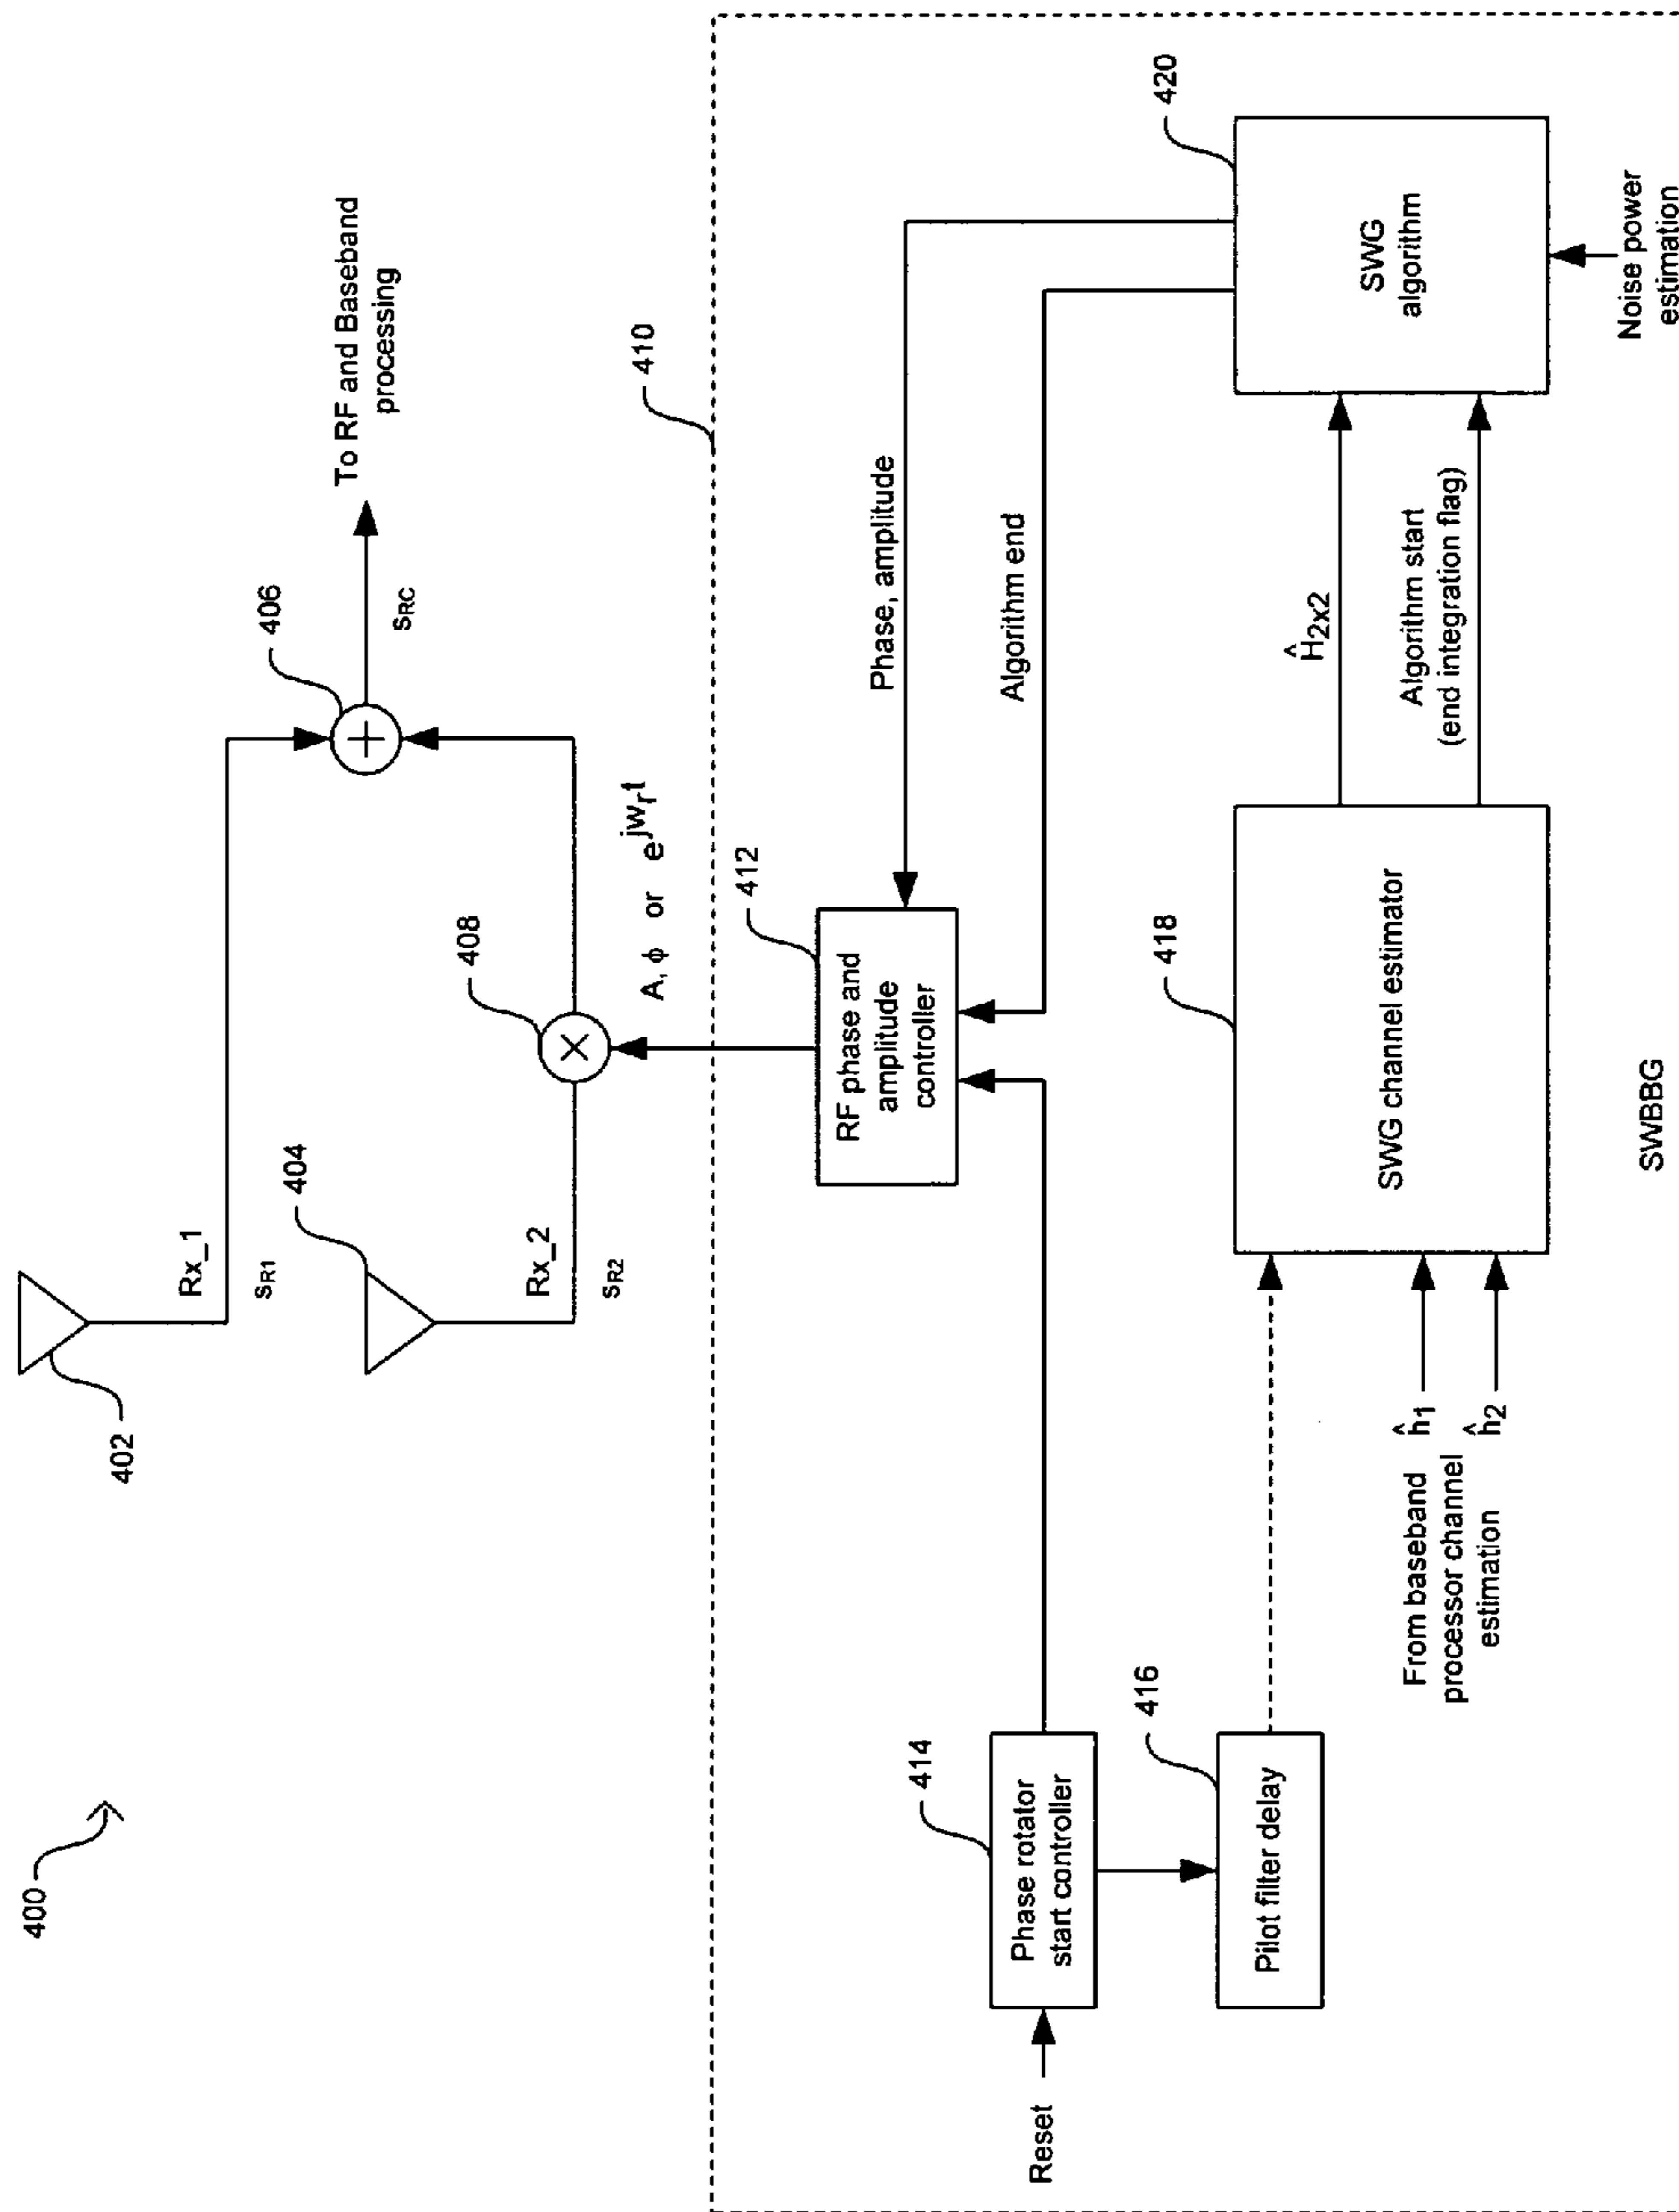 400
402
Rx_1
sR1
404
Rx_2
sR2
406
sRC
To RF and Baseband
processing
408
A, ϕ or e^jwrt
410
412
RF phase and
amplitude
controller
Phase, amplitude
Algorithm end
414
Reset
Phase rotator
start controller
416
Pilot filter delay
418
SWG channel estimator
From baseband
processor channel
estimation
ĥ1
ĥ2
Ĥ2x2
Algorithm start
(end integration flag)
420
SWG
algorithm
Noise power
estimation
SWBBG